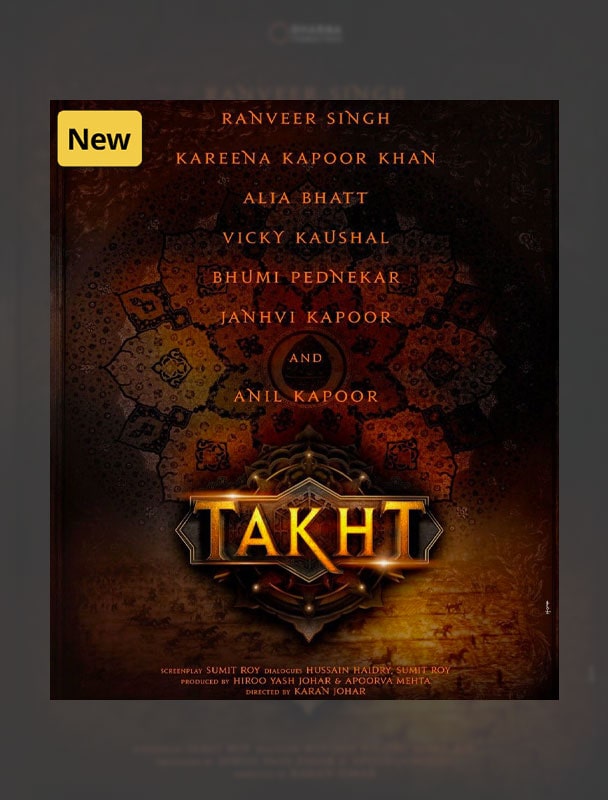 New
RANVEER SINGH
KAREENA KAPOOR KHAN
ALIA BHATT
VICKY KAUSHAL
BHUMI PEDNEKAR
JANHVI KAPOOR
AND
ANIL KAPOOR
TAKHT
SCREENPLAY SUMIT ROY DIALOGUES HUSSAIN HAIDRY, SUMIT ROY
PRODUCED BY HIROO YASH JOHAR & APOORVA MEHTA
DIRECTED BY KARAN JOHAR